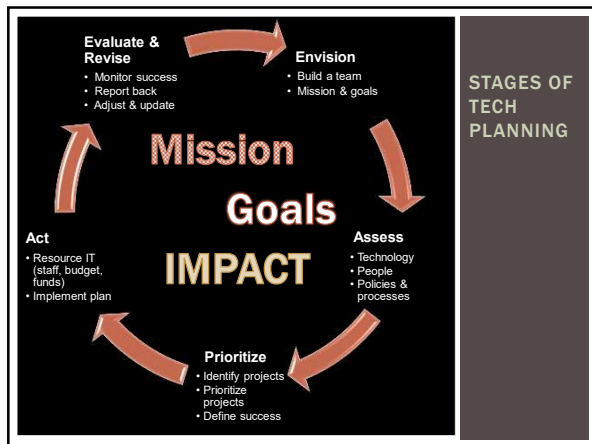 Evaluate &
Revise
• Monitor success
• Report back
• Adjust & update
Envision
• Build a team
• Mission & goals
STAGES OF
TECH
PLANNING
Mission
Goals
IMPACT
Assess
• Technology
• People
• Policies &
processes
Act
• Resource IT
(staff, budget,
funds)
• Implement plan
Prioritize
• Identify projects
• Prioritize
projects
• Define success